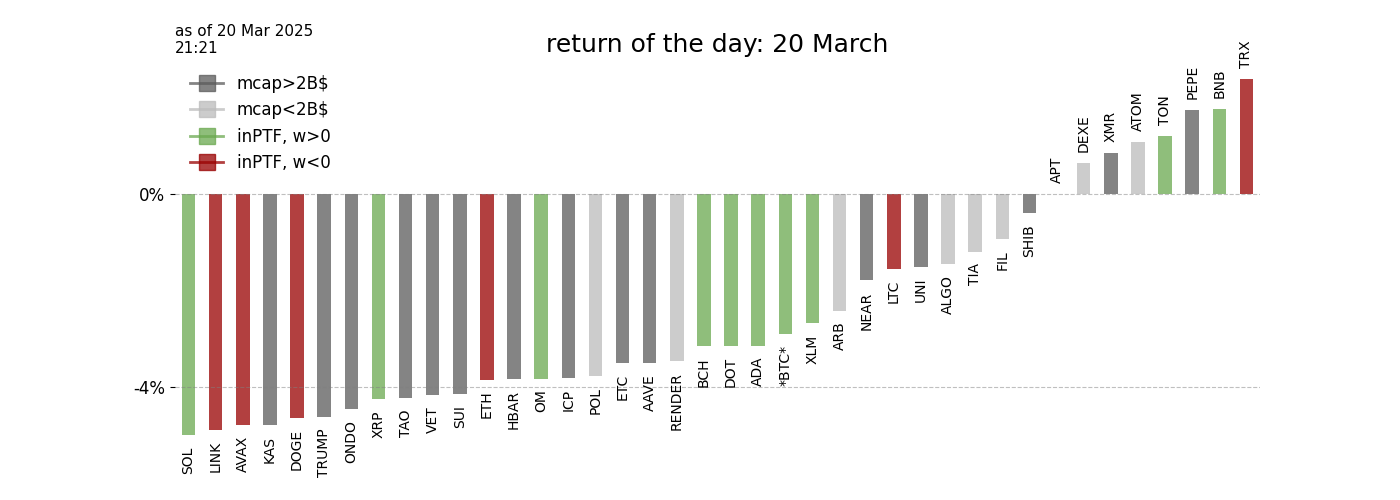 as of 20 Mar 2025
21:21
return of the day: 20 March
mcap>2B$
mcap<2B$
inPTF, w>0
inPTF, w<0
0%
-4%
SOL
LINK
AVAX
KAS
DOGE
TRUMP
ONDO
XRP
TAO
VET
SUI
ETH
HBAR
OM
ICP
POL
ETC
AAVE
RENDER
BCH
DOT
ADA
*BTC*
XLM
ARB
NEAR
LTC
UNI
ALGO
TIA
FIL
SHIB
APT
DEXE
XMR
ATOM
TON
PEPE
BNB
TRX